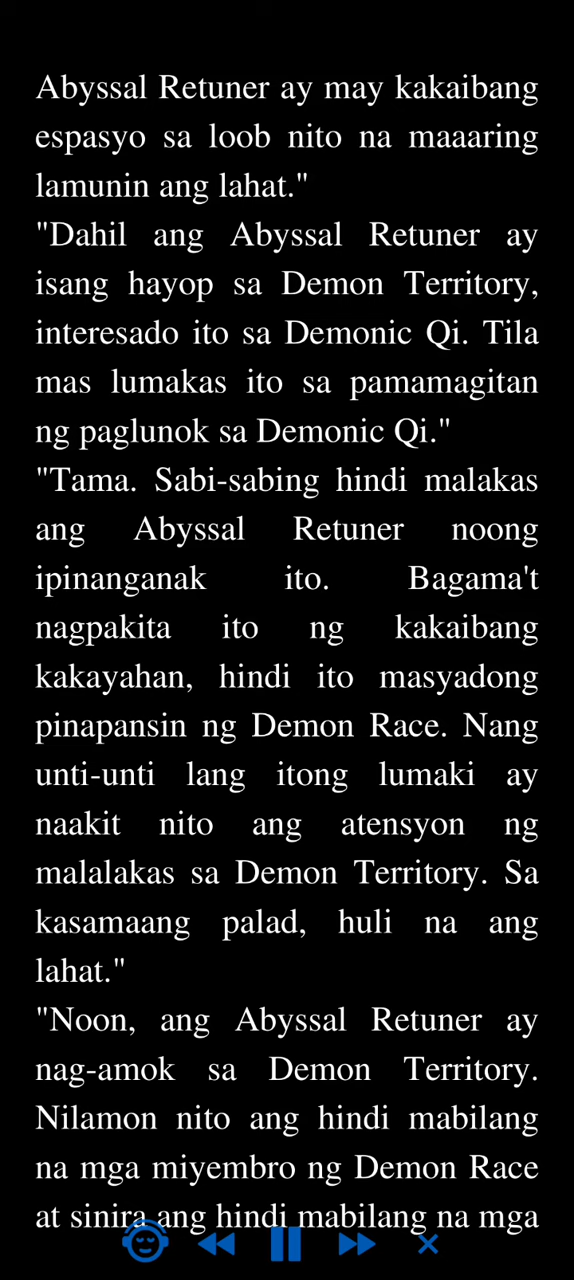 Abyssal Retuner ay may kakaibang
espasyo sa loob nito na maaaring
lamunin ang lahat."
"Dahil ang Abyssal Retuner ay
isang hayop sa Demon Territory,
interesado ito sa Demonic Qi. Tila
mas lumakas ito sa pamamagitan
ng paglunok sa Demonic Qi."
"Tama. Sabi-sabing hindi malakas
ang Abyssal Retuner noong
ipinanganak ito. Bagama't
nagpakita ito ng kakaibang
kakayahan, hindi ito masyadong
pinapansin ng Demon Race. Nang
unti-unti lang itong lumaki ay
naakit nito ang atensyon ng
malalakas sa Demon Territory. Sa
kasamaang palad, huli na ang
lahat."
"Noon, ang Abyssal Retuner ay
nag-amok sa Demon Territory.
Nilamon nito ang hindi mabilang
na mga miyembro ng Demon Race
at sinira ang hindi mabilang na mga